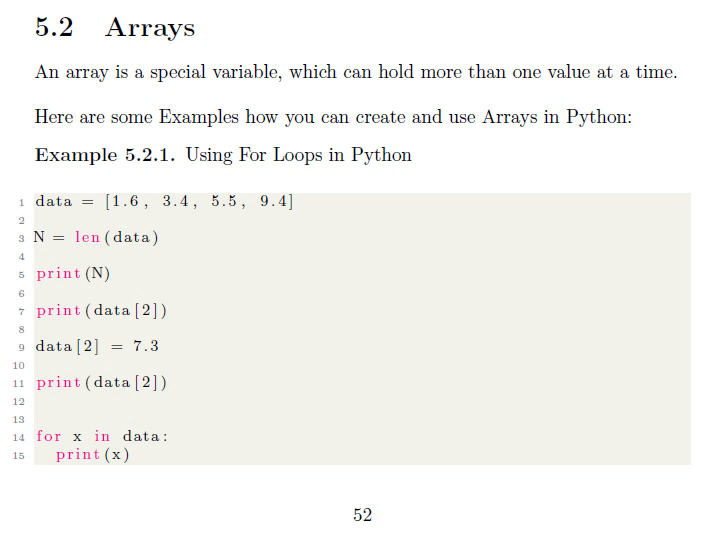 5.2 Arrays
An array is a special variable, which can hold more than one value at a time.
Here are some Examples how you can create and use Arrays in Python:
Example 5.2.1. Using For Loops in Python
1 data = [1.6, 3.4, 5.5, 9.4]
2
3 N = len(data)
4
5 print(N)
6
7 print(data[2])
8
9 data[2] = 7.3
10
11 print(data[2])
12
13
14 for x in data:
15   print(x)
52